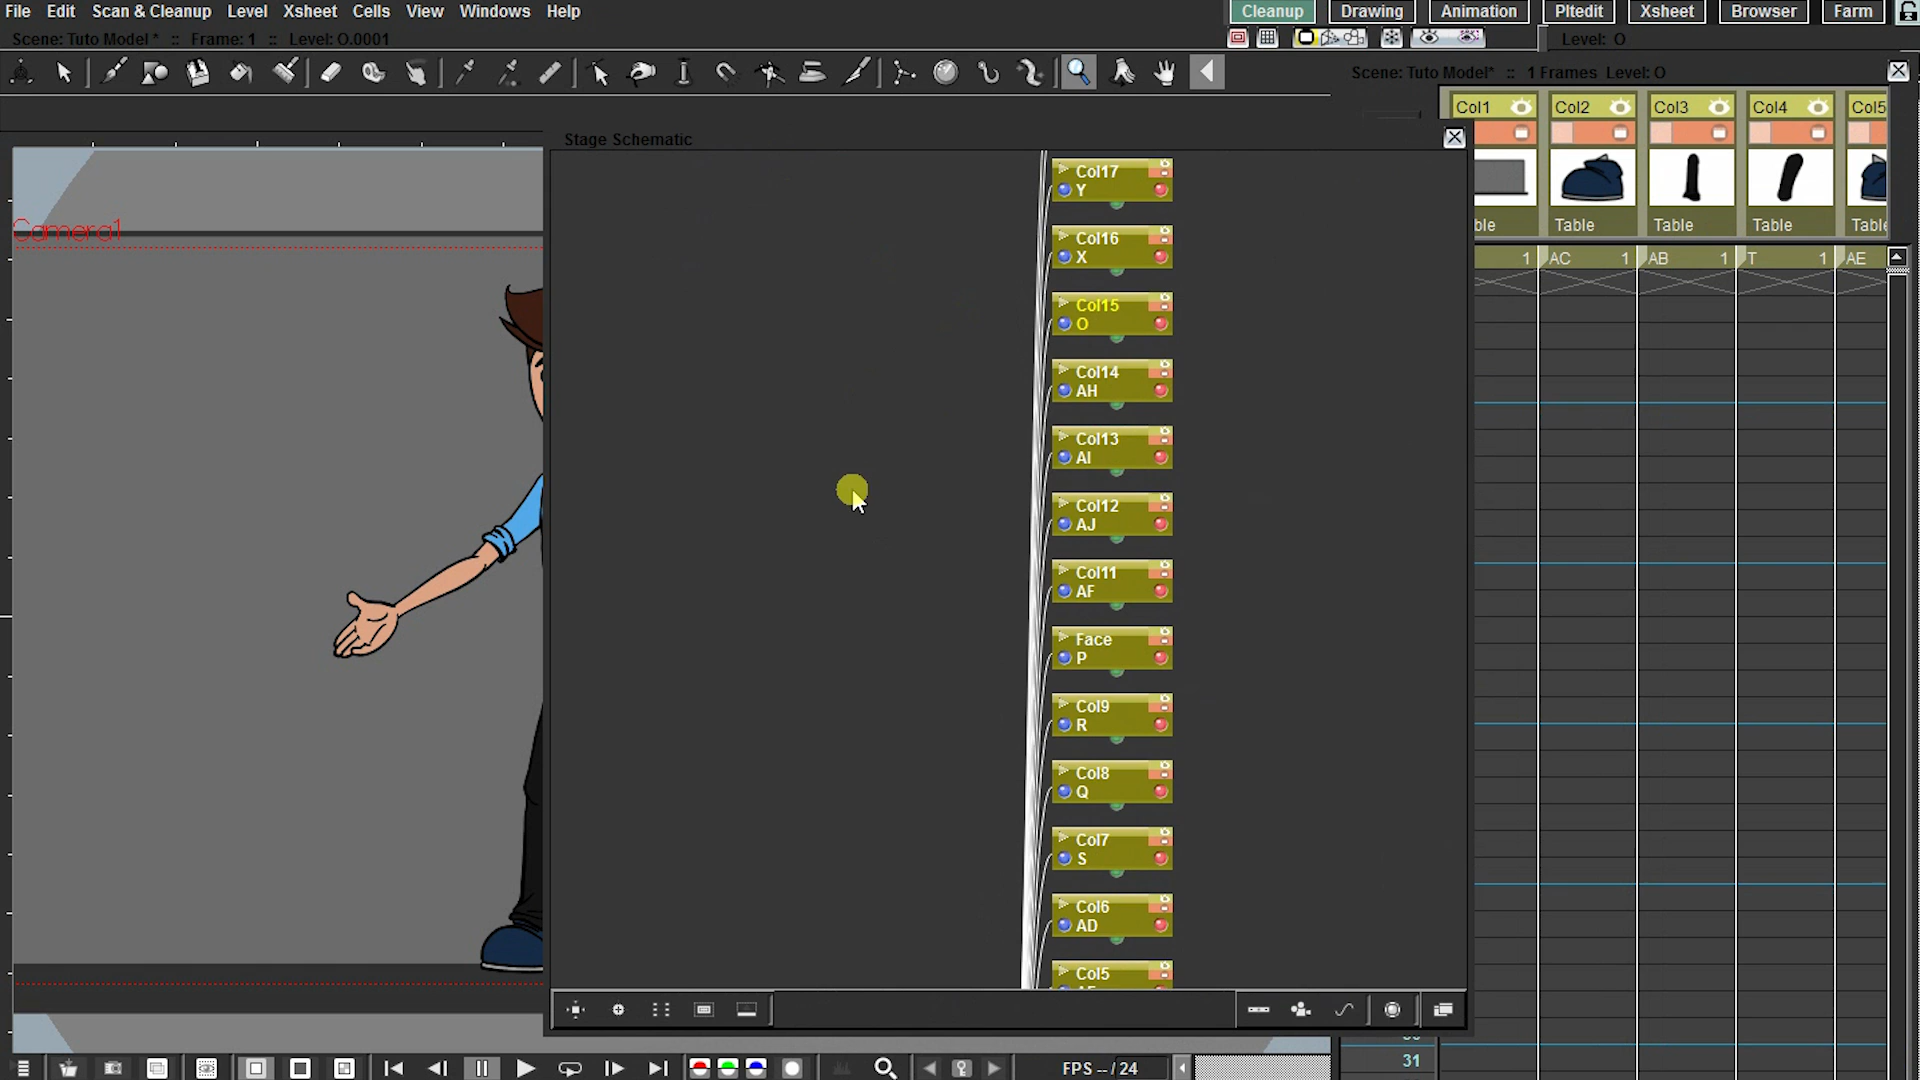 File Edit Scan & Cleanup Level Xsheet Cells View Windows Help
Cleanup Drawing Animation Pltedit Xsheet Browser Farm
Scene: Tuto Model * :: Frame: 1 :: Level: O.0001
Level: O
Scene: Tuto Model* :: 1 Frames Level: O
Col1 Col2 Col3 Col4 Col5
Table Table Table
1 AC 1 AB 1 T 1 AE
Stage Schematic
Camera1
Col17
Y
Col16
X
Col15
O
Col14
AH
Col13
AI
Col12
AJ
Col11
AF
Face
P
Col9
R
Col8
Q
Col7
S
Col6
AD
Col5
FPS -- / 24
31